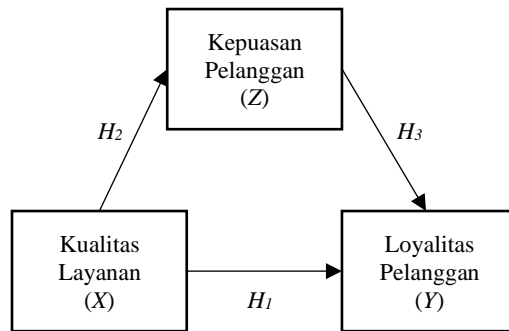 Kepuasan
Pelanggan
(Z)
H2
H3
Kualitas
Layanan
(X)
H1
Loyalitas
Pelanggan
(Y)